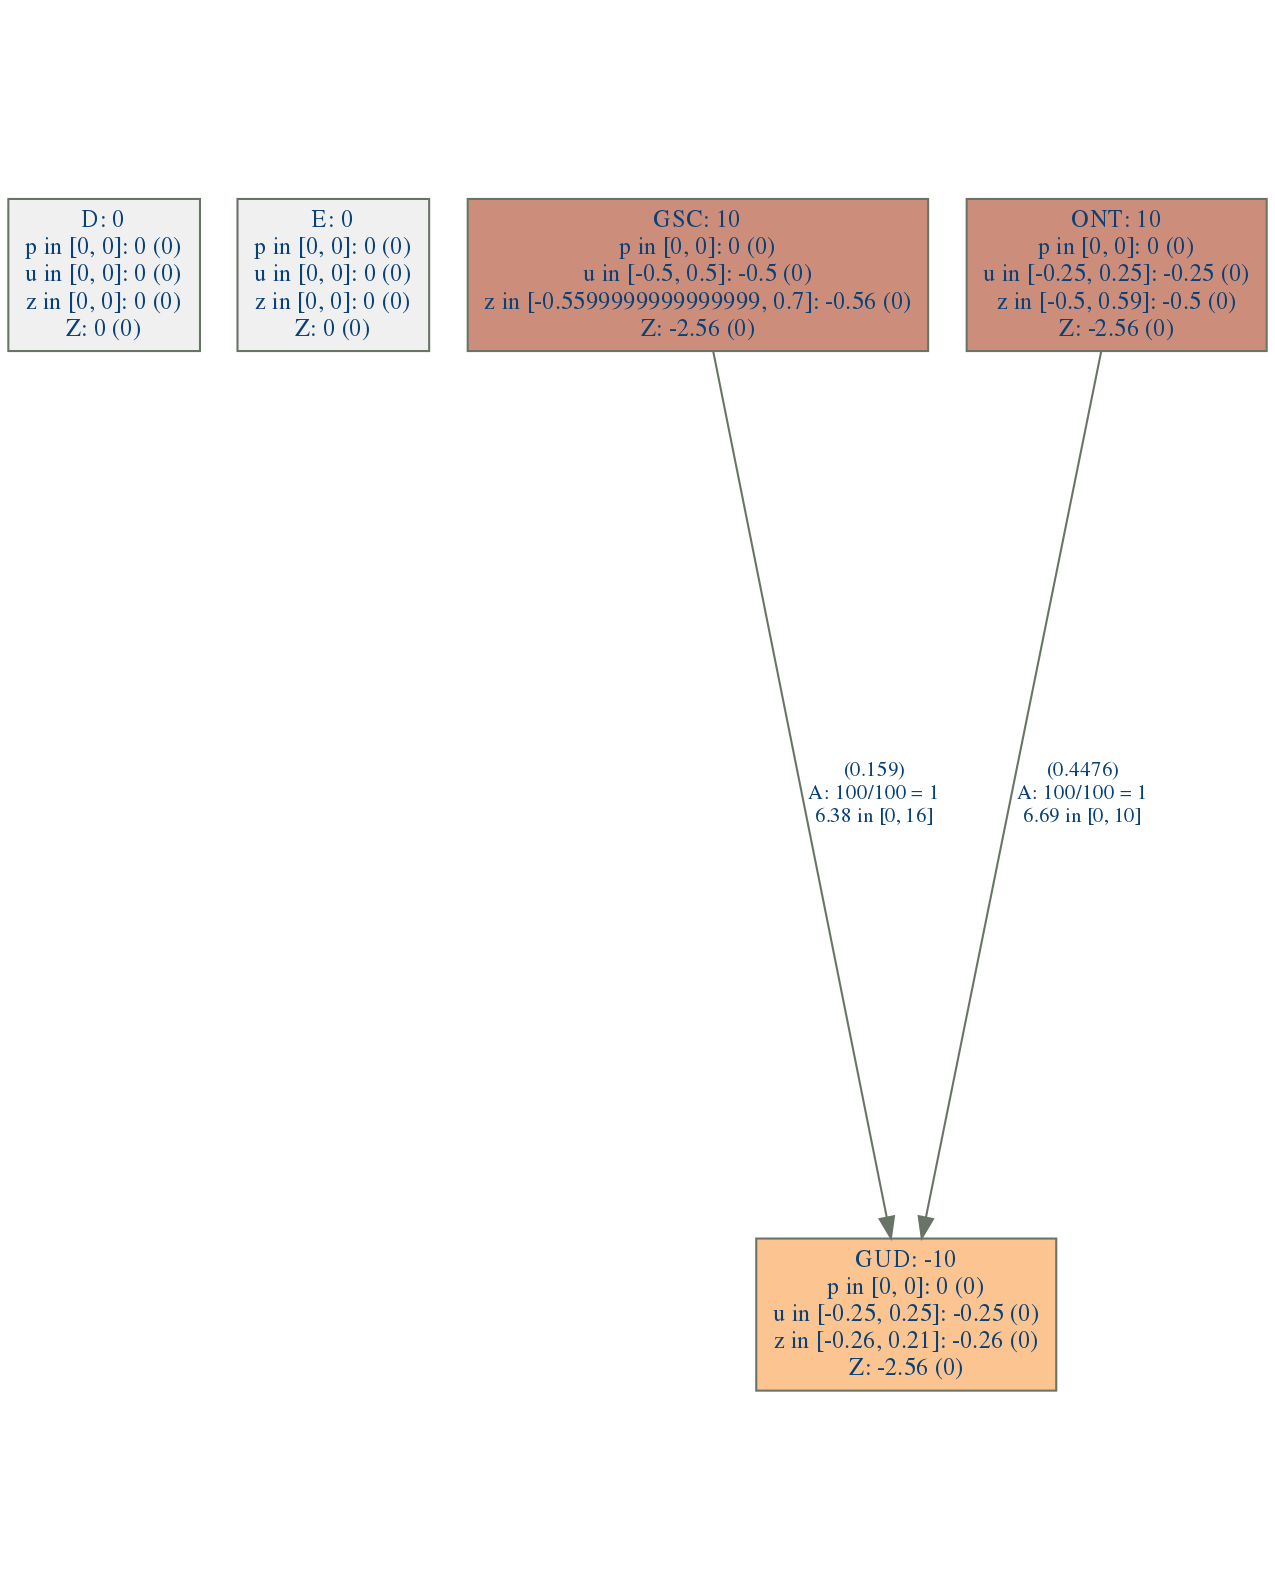 D: 0
p in [0, 0]: 0 (0)
u in [0, 0]: 0 (0)
z in [0, 0]: 0 (0)
Z: 0 (0)
E: 0
p in [0, 0]: 0 (0)
u in [0, 0]: 0 (0)
z in [0, 0]: 0 (0)
Z: 0 (0)
GSC: 10
p in [0, 0]: 0 (0)
u in [-0.5, 0.5]: -0.5 (0)
z in [-0.5599999999999999, 0.7]: -0.56 (0)
Z: -2.56 (0)
ONT: 10
p in [0, 0]: 0 (0)
u in [-0.25, 0.25]: -0.25 (0)
z in [-0.5, 0.59]: -0.5 (0)
Z: -2.56 (0)
(0.159)
A: 100/100 = 1
6.38 in [0, 16]
(0.4476)
A: 100/100 = 1
6.69 in [0, 10]
GUD: -10
p in [0, 0]: 0 (0)
u in [-0.25, 0.25]: -0.25 (0)
z in [-0.26, 0.21]: -0.26 (0)
Z: -2.56 (0)